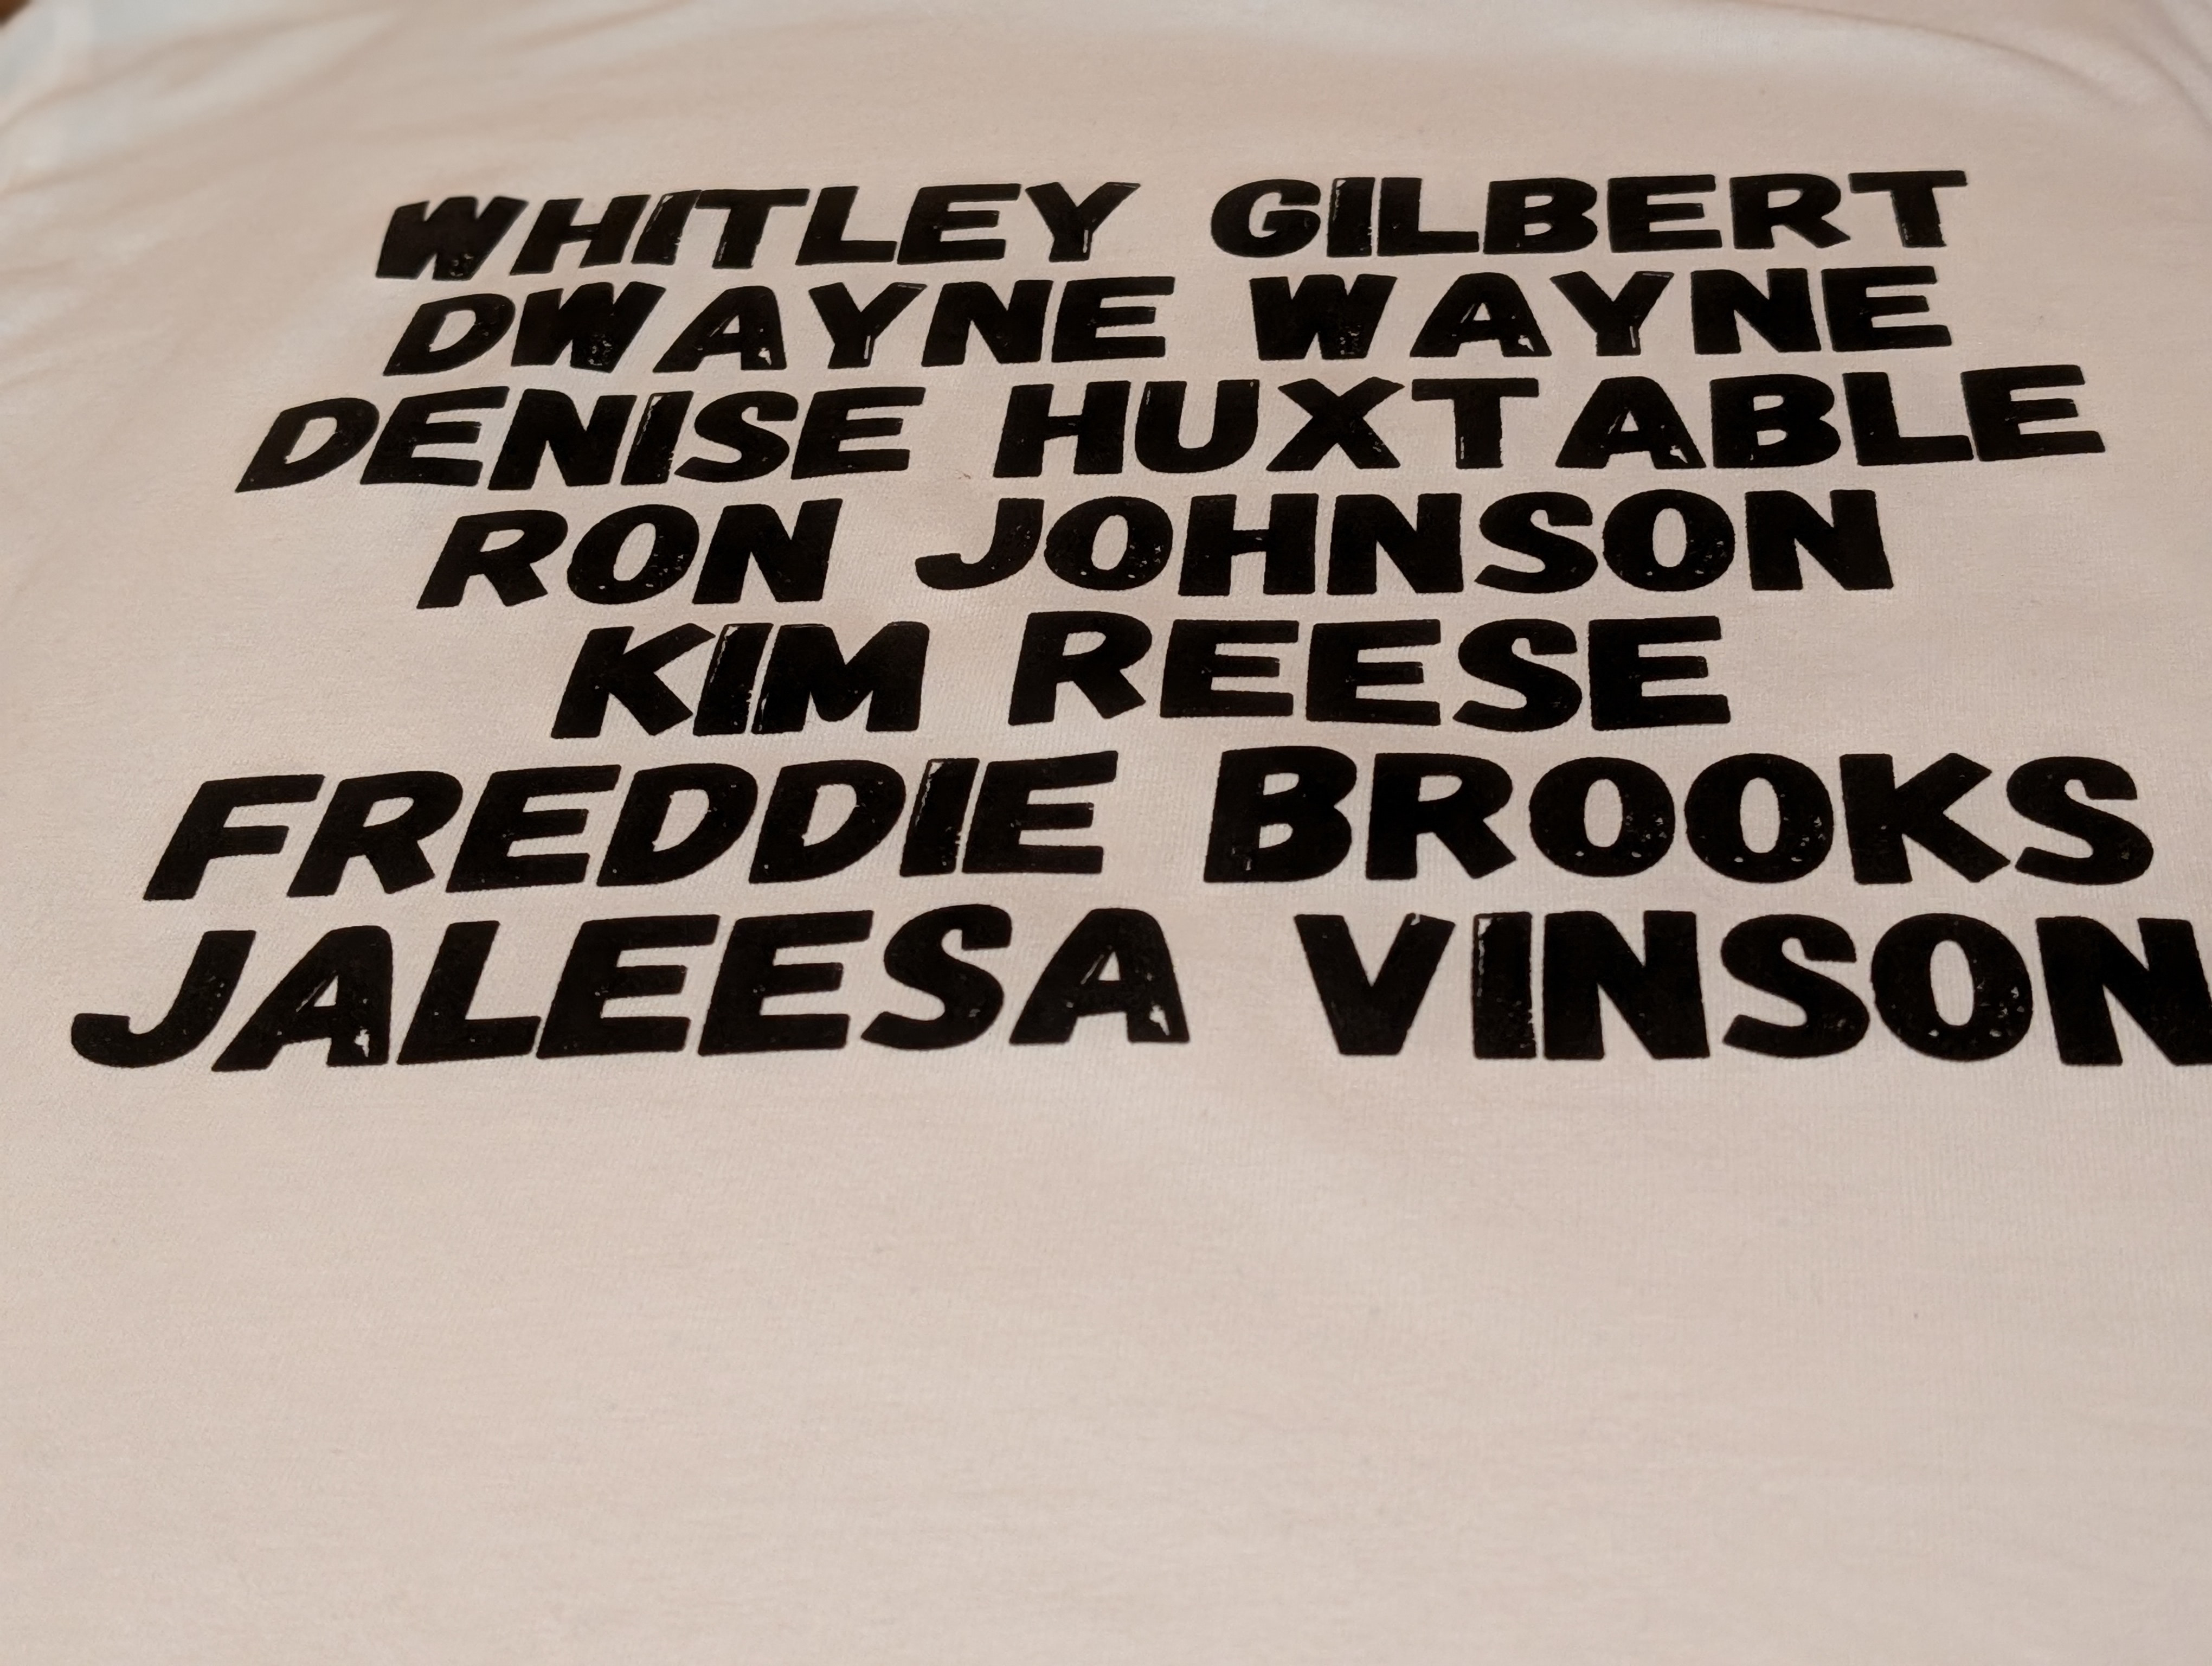 WHITLEY GILBERT
DWAYNE WAYNE
DENISE HUXTABLE
RON JOHNSON
KIM REESE
FREDDIE BROOKS
JALEESA VINSON